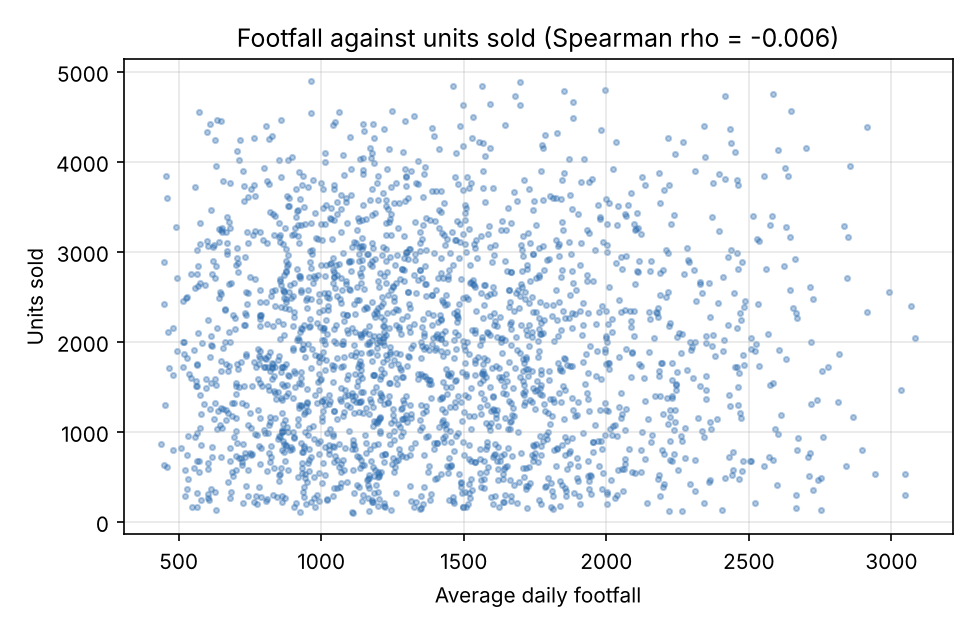 Footfall against units sold (Spearman rho = -0.006)
5000
4000
3000
2000
1000
0
Units sold
500 1000 1500 2000 2500 3000
Average daily footfall